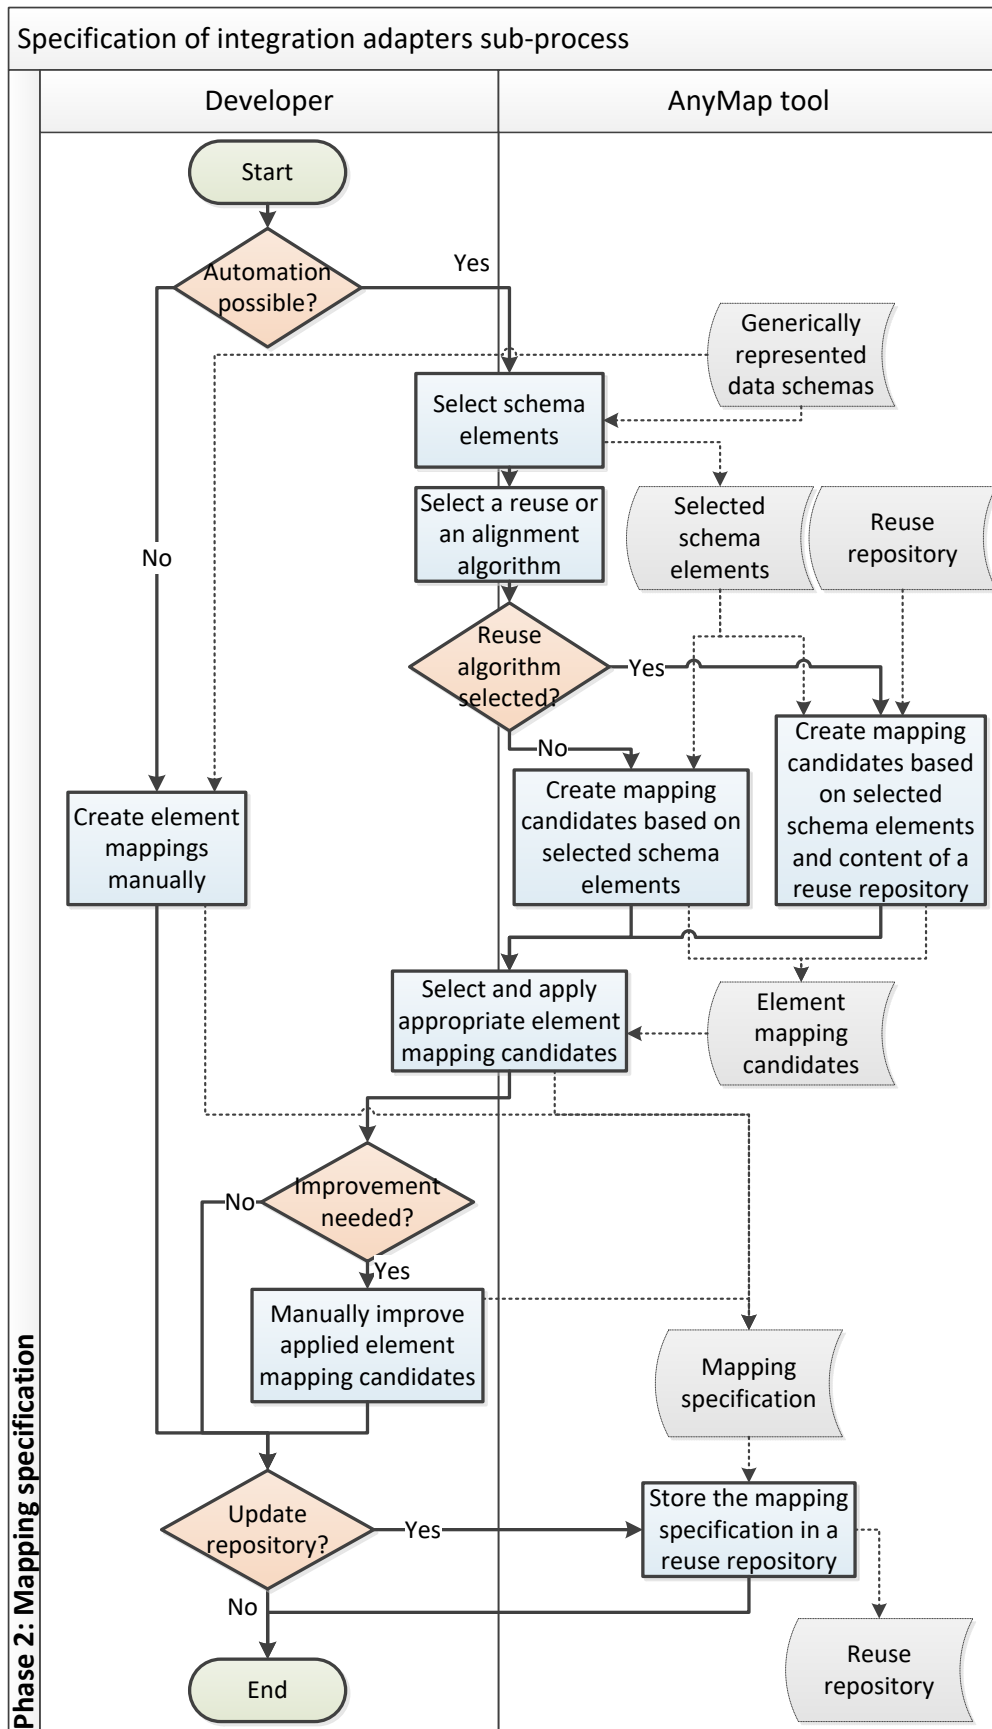 Specification of integration adapters sub-process
Developer
AnyMap tool
Phase 2: Mapping specification
Start
Automation
possible?
Yes
No
Generically
represented
data schemas
Select schema
elements
Select a reuse or
an alignment
algorithm
Selected
schema
elements
Reuse
repository
Reuse
algorithm
selected?
Yes
No
Create mapping
candidates based
on selected
schema elements
and content of a
reuse repository
Create mapping
candidates based on
selected schema
elements
Create element
mappings
manually
Select and apply
appropriate element
mapping candidates
Element
mapping
candidates
Improvement
needed?
No
Yes
Manually improve
applied element
mapping candidates
Mapping
specification
Update
repository?
Yes
Store the mapping
specification in a
reuse repository
No
End
Reuse
repository